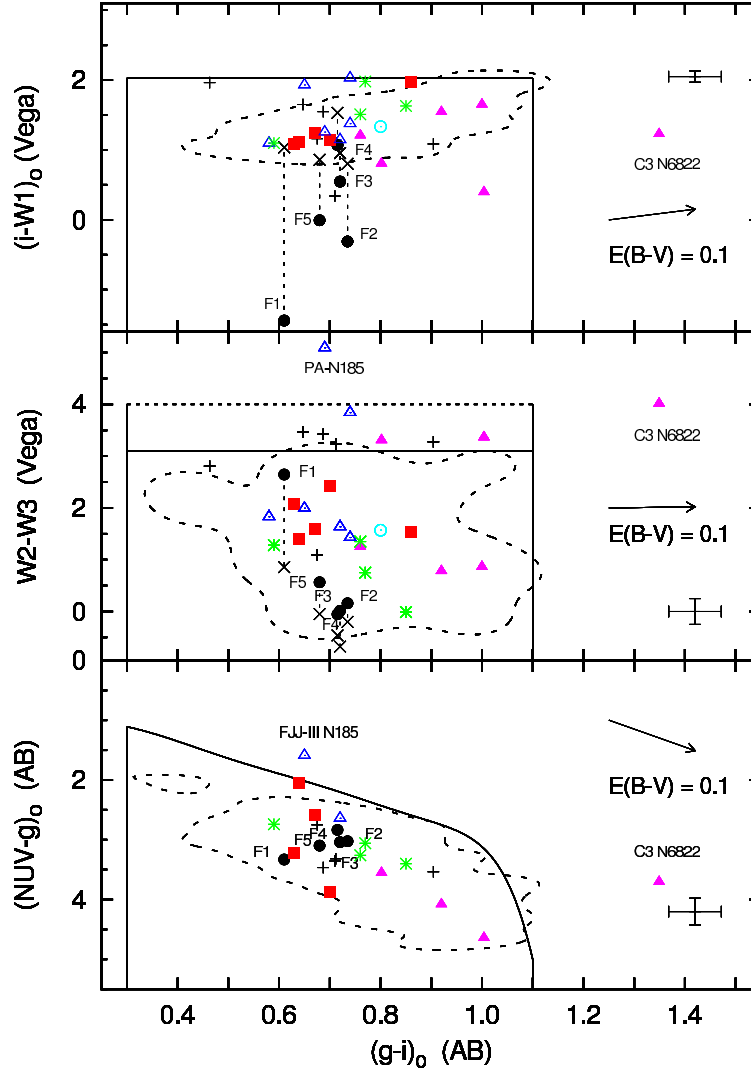 2
F4
F3
F5
F2
F1
0
(i-W1)o (Vega)
C3 N6822
E(B-V) = 0.1
PA-N185
4
F1
2
F5
F3
F2
F4
0
W2-W3 (Vega)
C3 N6822
E(B-V) = 0.1
0
FJJ-III N185
2
F4
F2
F5
F1
F3
4
(NUV-g)o (AB)
E(B-V) = 0.1
C3 N6822
0.4 0.6 0.8 1.0 1.2 1.4
(g-i)o (AB)